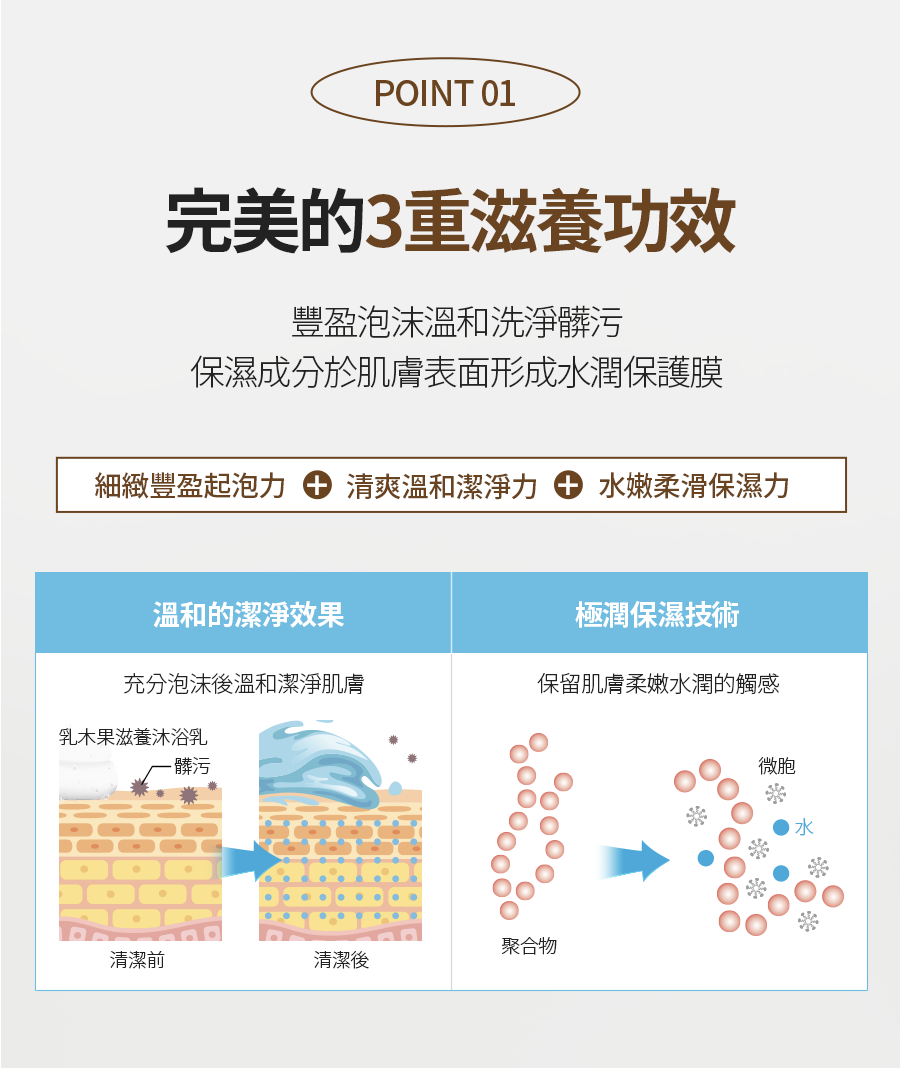 POINT 01
完美的3重滋養功效
豐盈泡沫溫和洗淨髒污
保濕成分於肌膚表面形成水潤保護膜
細緻豐盈起泡力 + 清爽溫和潔淨力 + 水嫩柔滑保濕力
溫和的潔淨效果
充分泡沫後溫和潔淨肌膚
乳木果滋養沐浴乳
髒污
清潔前
清潔後
極潤保濕技術
保留肌膚柔嫩水潤的觸感
微胞
水
聚合物